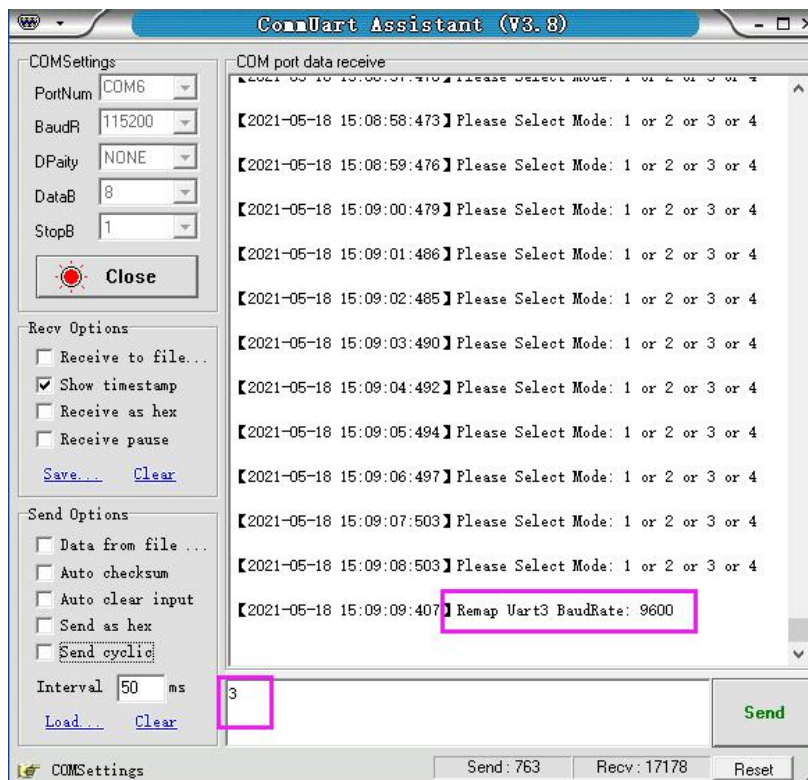 CommUart Assistant (V3.8)
COMSettings
PortNum COM6
BaudR 115200
DPaity NONE
DataB 8
StopB 1
Close
Recv Options
Receive to file...
Show timestamp
Receive as hex
Receive pause
Save... Clear
Send Options
Data from file ...
Auto checksum
Auto clear input
Send as hex
Send cyclic
Interval 50 ms
Load... Clear
COM port data receive
Please Select Mode: 1 or 2 or 3 or 4
【2021-05-18 15:08:58:473】Please Select Mode: 1 or 2 or 3 or 4
【2021-05-18 15:08:59:476】Please Select Mode: 1 or 2 or 3 or 4
【2021-05-18 15:09:00:479】Please Select Mode: 1 or 2 or 3 or 4
【2021-05-18 15:09:01:486】Please Select Mode: 1 or 2 or 3 or 4
【2021-05-18 15:09:02:485】Please Select Mode: 1 or 2 or 3 or 4
【2021-05-18 15:09:03:490】Please Select Mode: 1 or 2 or 3 or 4
【2021-05-18 15:09:04:492】Please Select Mode: 1 or 2 or 3 or 4
【2021-05-18 15:09:05:494】Please Select Mode: 1 or 2 or 3 or 4
【2021-05-18 15:09:06:497】Please Select Mode: 1 or 2 or 3 or 4
【2021-05-18 15:09:07:503】Please Select Mode: 1 or 2 or 3 or 4
【2021-05-18 15:09:08:503】Please Select Mode: 1 or 2 or 3 or 4
【2021-05-18 15:09:09:407】Remap Uart3 BaudRate: 9600
3
Send
COMSettings
Send : 763
Recv : 17178
Reset